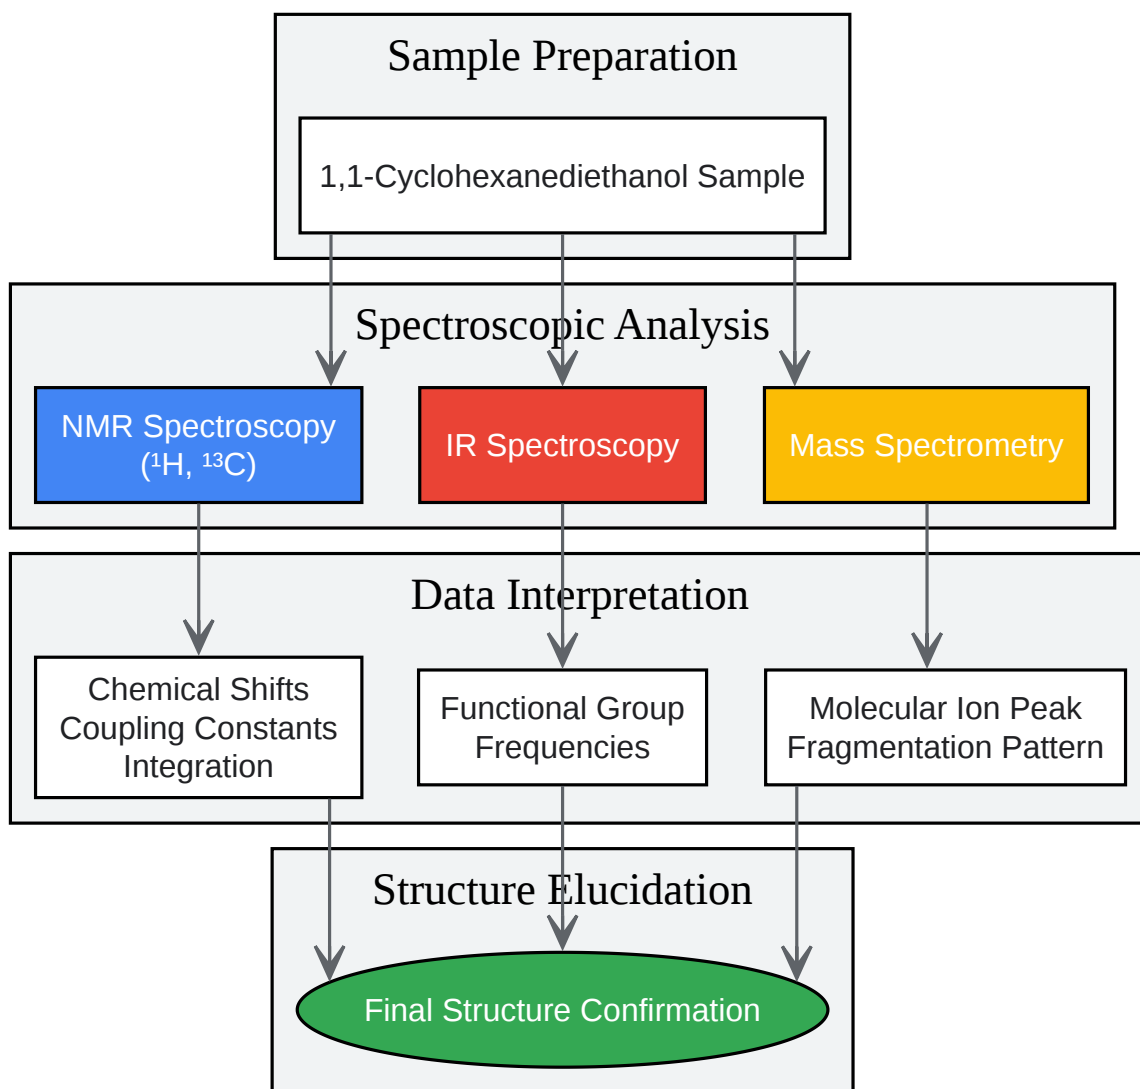 Sample Preparation
1,1-Cyclohexanediethanol Sample
Spectroscopic Analysis
NMR Spectroscopy
(¹H, ¹³C)
IR Spectroscopy
Mass Spectrometry
Data Interpretation
Chemical Shifts
Coupling Constants
Integration
Functional Group
Frequencies
Molecular Ion Peak
Fragmentation Pattern
Structure Elucidation
Final Structure Confirmation